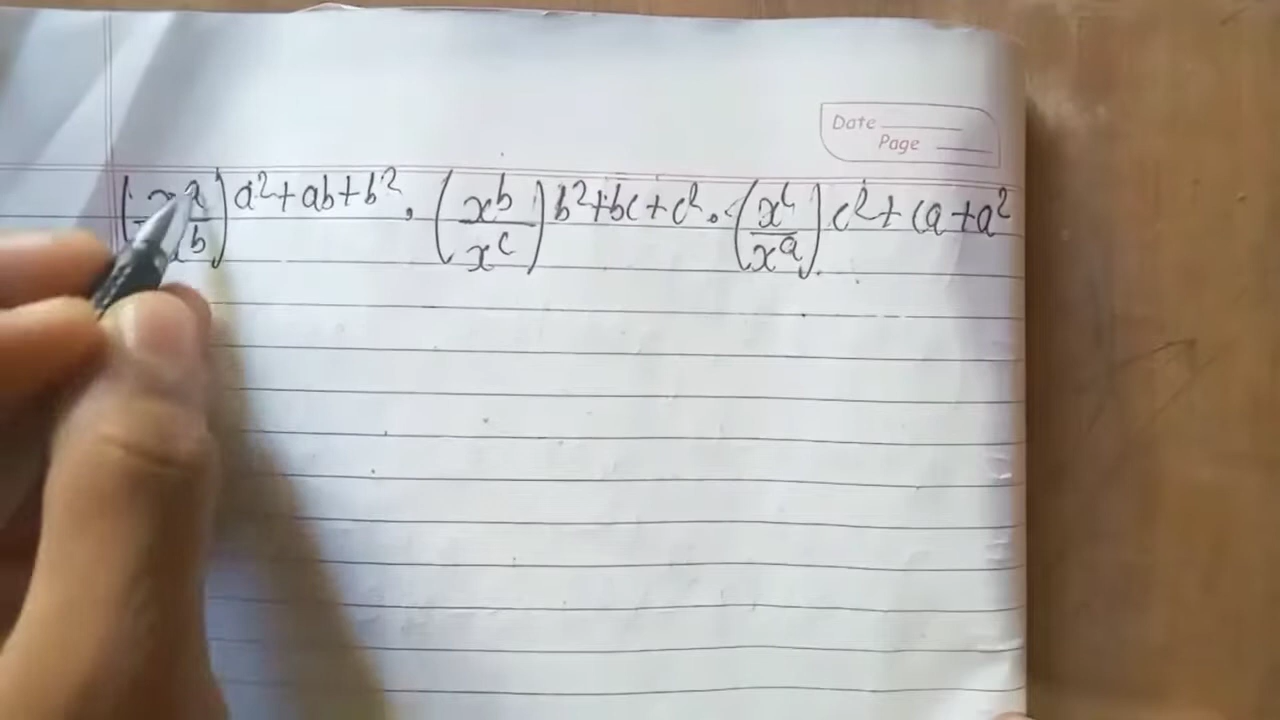 Date
Page
(x^a/x^b)^a²+ab+b² . (x^b/x^c)^b²+bc+c² . (x^c/x^a)^c²+ca+a²